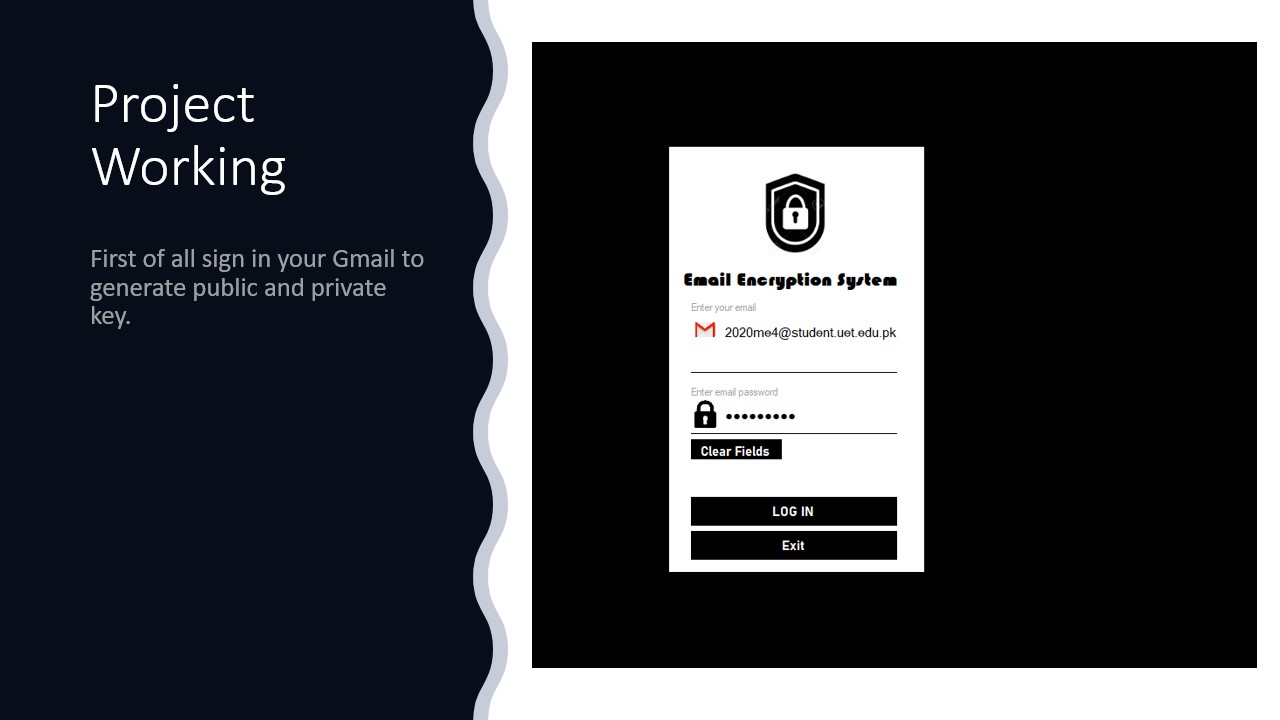 Project
Working
First of all sign in your Gmail to
generate public and private
key.
Email Encryption System
Enter your email
2020me4@student.uet.edu.pk
Enter email password
•••••••••
Clear Fields
LOG IN
Exit